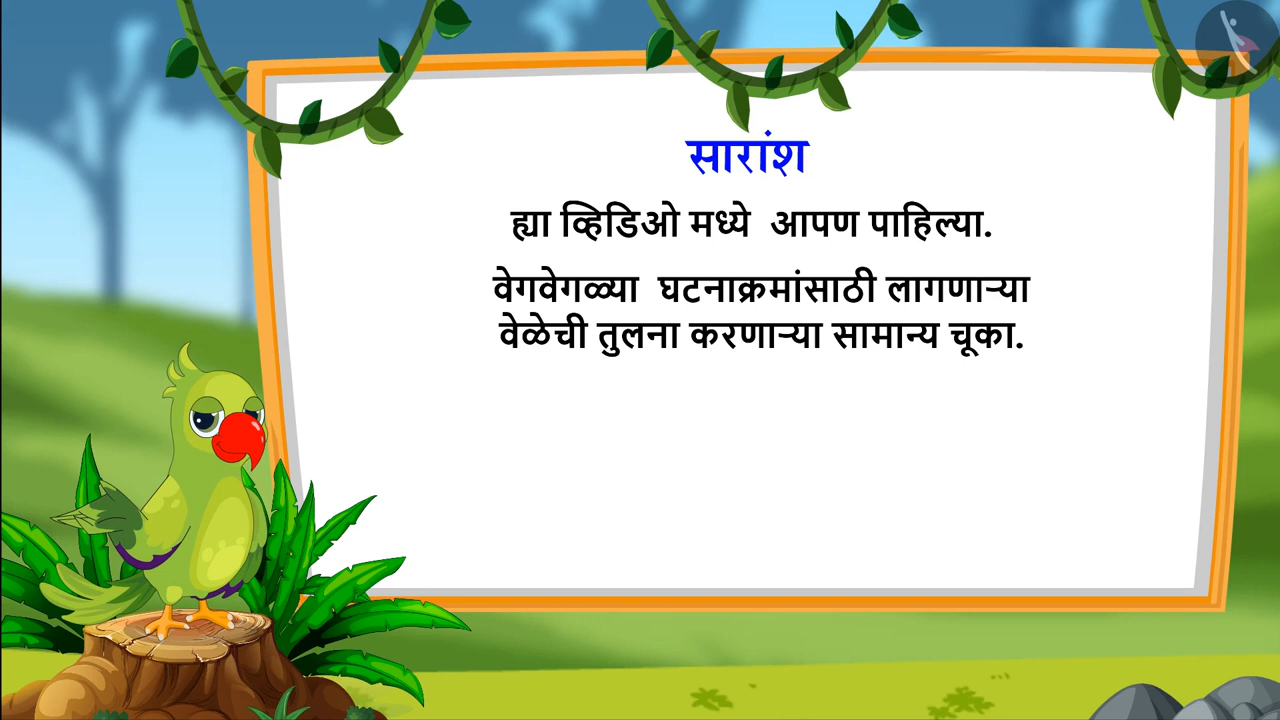 सारांश
ह्या व्हिडिओ मध्ये आपण पाहिल्या.
वेगवेगळ्या घटनाक्रमांसाठी लागणाऱ्या
वेळेची तुलना करणाऱ्या सामान्य चूका.